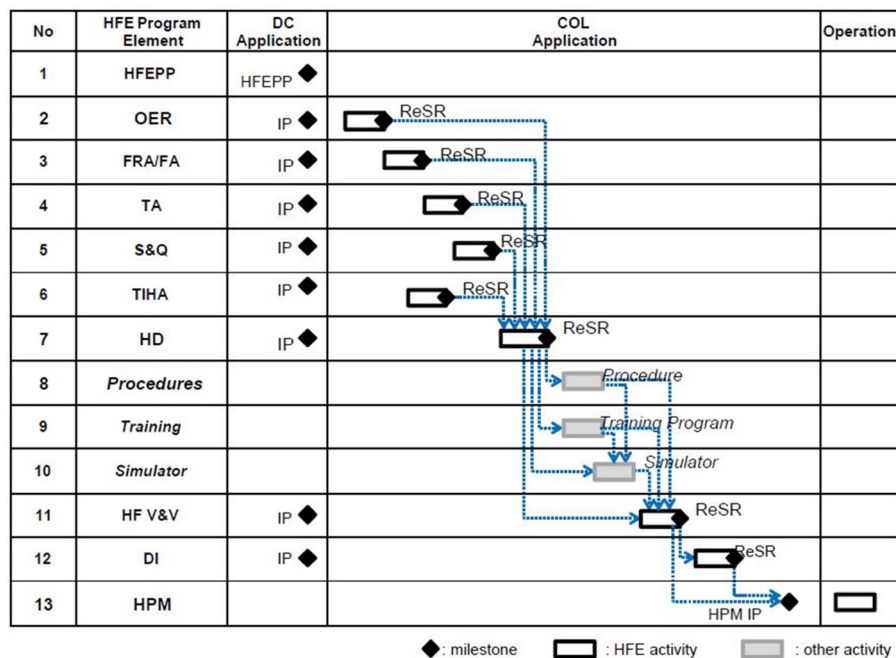 No HFE Program Element DC Application COL Application Operation
1 HFEPP HFEPP
2 OER IP ReSR
3 FRA/FA IP ReSR
4 TA IP ReSR
5 S&Q IP ReSR
6 TIHA IP ReSR
7 HD IP ReSR
8 Procedures Procedure
9 Training Training Program
10 Simulator Simulator
11 HF V&V IP ReSR
12 DI IP ReSR
13 HPM HPM IP
: milestone : HFE activity : other activity